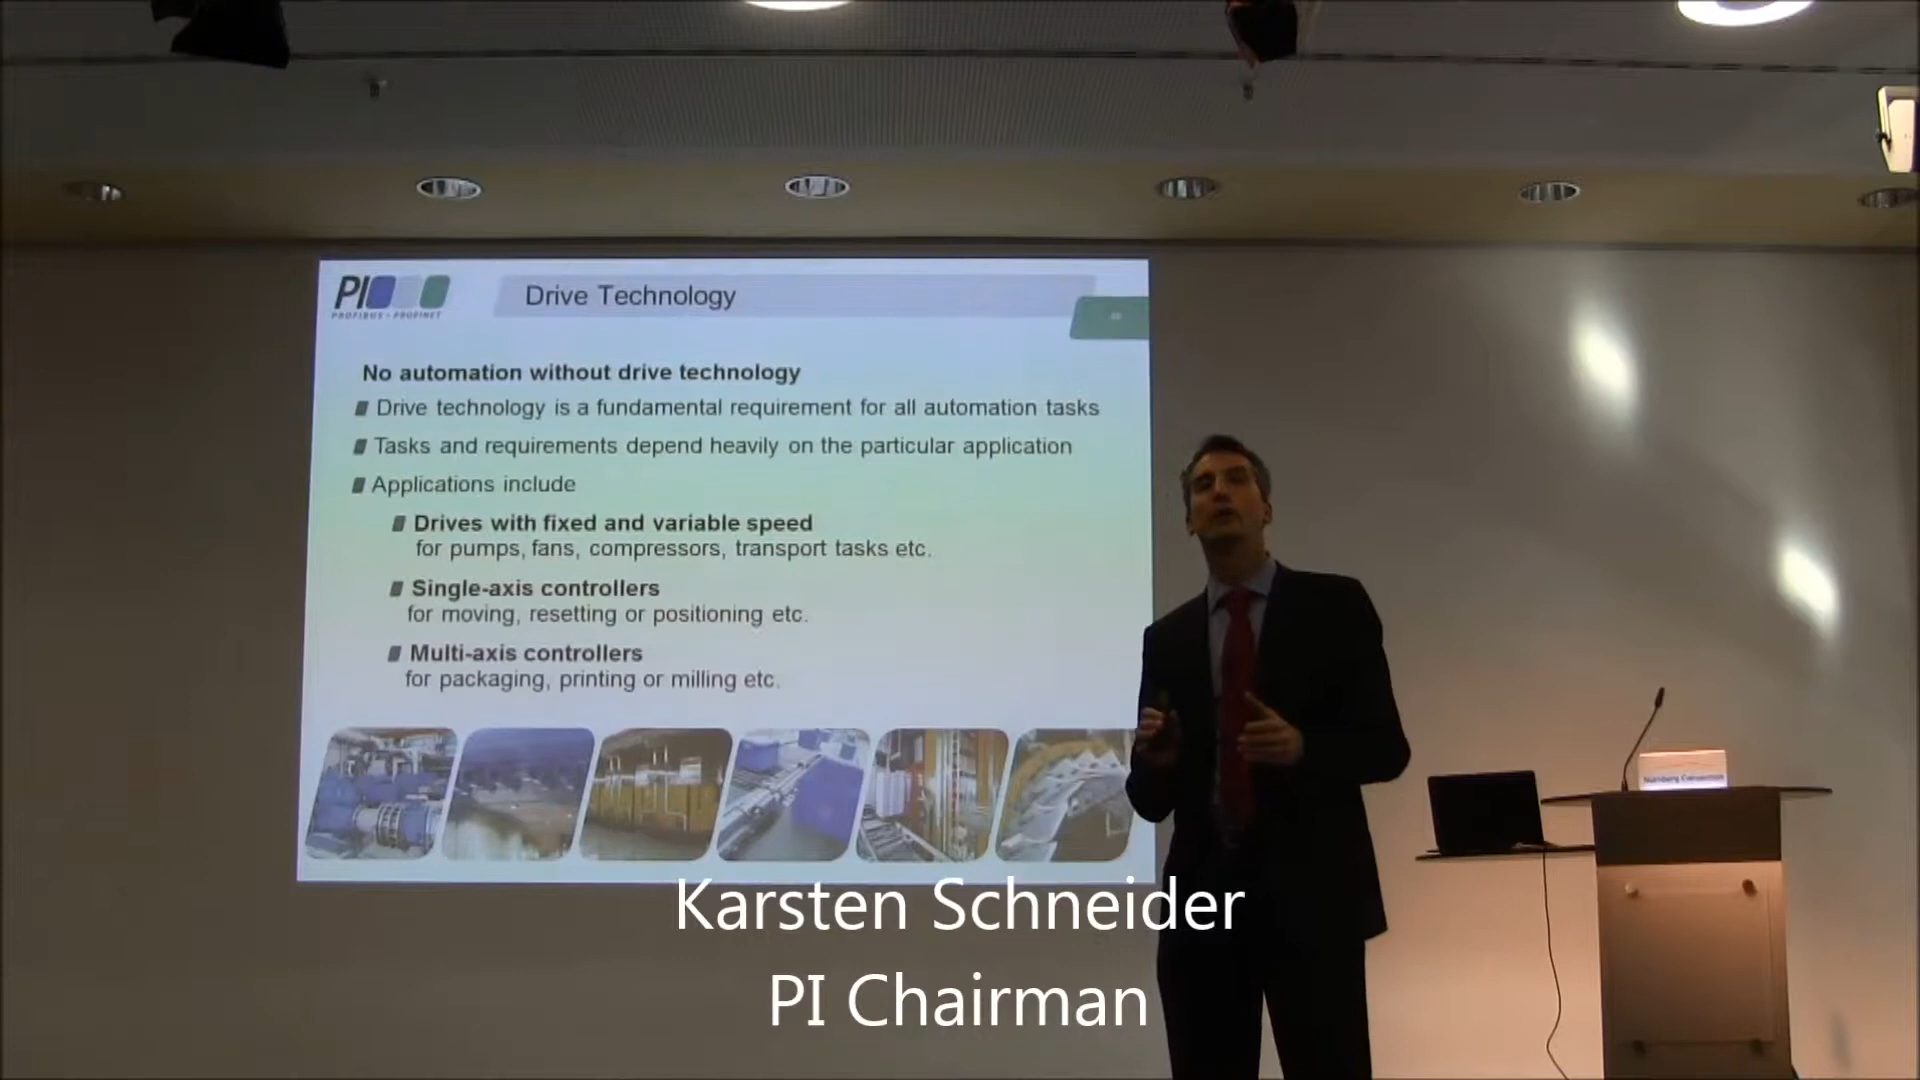 PI
PROFIBUS • PROFINET
Drive Technology
No automation without drive technology
Drive technology is a fundamental requirement for all automation tasks
Tasks and requirements depend heavily on the particular application
Applications include
Drives with fixed and variable speed
for pumps, fans, compressors, transport tasks etc.
Single-axis controllers
for moving, resetting or positioning etc.
Multi-axis controllers
for packaging, printing or milling etc.
Nürnberg Convention
Karsten Schneider
PI Chairman